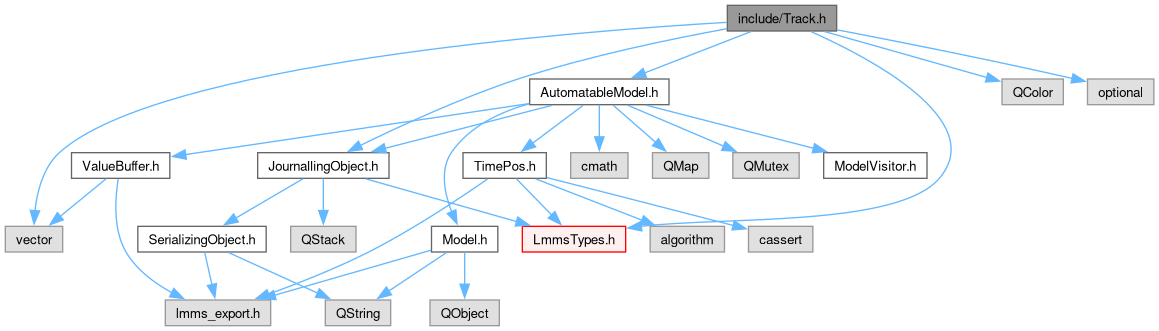 include/Track.h
AutomatableModel.h
QColor
optional
ValueBuffer.h
JournallingObject.h
TimePos.h
cmath
QMap
QMutex
ModelVisitor.h
vector
SerializingObject.h
QStack
Model.h
LmmsTypes.h
algorithm
cassert
lmms_export.h
QString
QObject